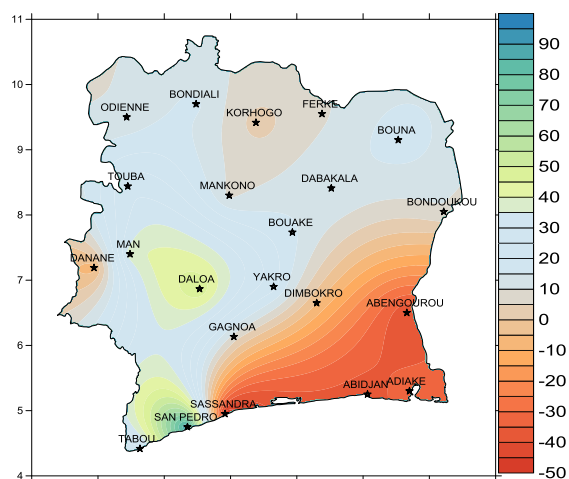 11
10
9
8
7
6
5
4
BONDIALI
ODIENNE
KORHOGO
FERKE
BOUNA
TOUBA
MANKONO
DABAKALA
BONDOUKOU
BOUAKE
MAN
DANANE
DALOA
YAKRO
DIMBOKRO
ABENGOUROU
GAGNOA
ABIDJAN
ADIAKE
SASSANDRA
SAN PEDRO
TABOU
90
80
70
60
50
40
30
20
10
0
-10
-20
-30
-40
-50